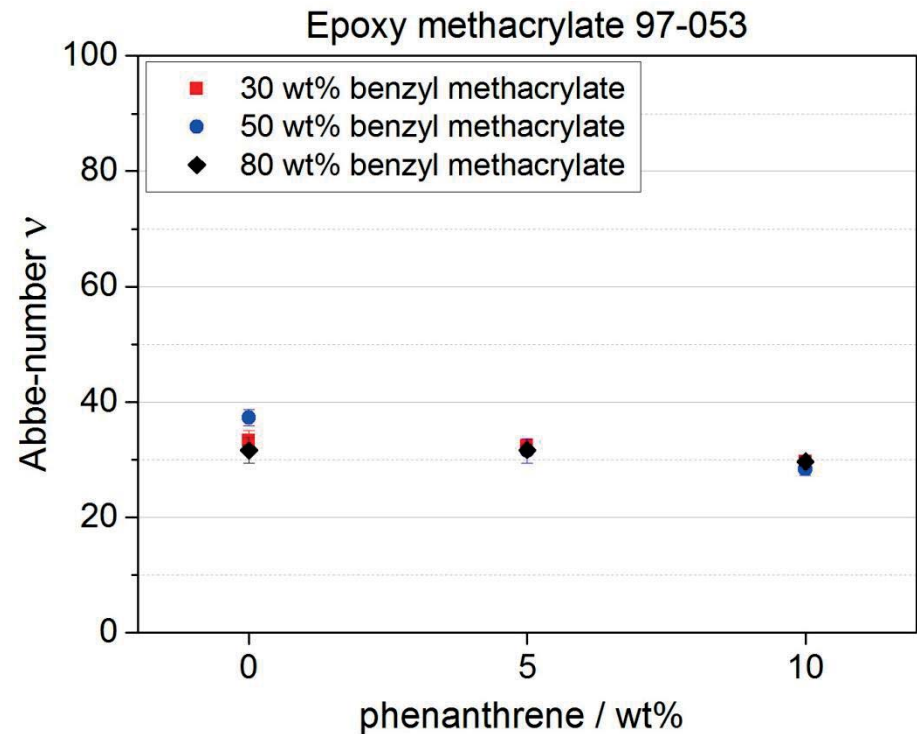 Epoxy methacrylate 97-053
100
80
60
40
20
0
Abbe-number ν
30 wt% benzyl methacrylate
50 wt% benzyl methacrylate
80 wt% benzyl methacrylate
0 5 10
phenanthrene / wt%